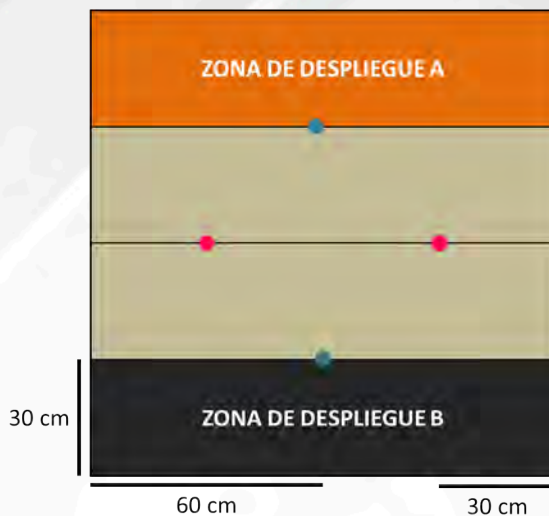 ZONA DE DESPLIEGUE A
30 cm
ZONA DE DESPLIEGUE B
60 cm
30 cm